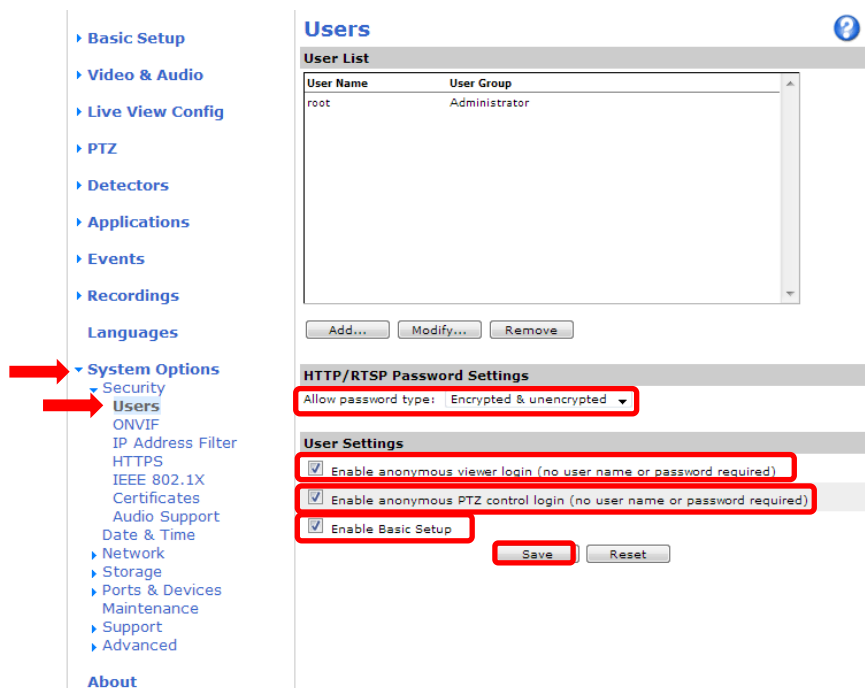 Basic Setup
Video & Audio
Live View Config
PTZ
Detectors
Applications
Events
Recordings
Languages
System Options
Security
Users
ONVIF
IP Address Filter
HTTPS
IEEE 802.1X
Certificates
Audio Support
Date & Time
Network
Storage
Ports & Devices
Maintenance
Support
Advanced
About
Users
?
User List
User Name User Group
root Administrator
Add... Modify... Remove
HTTP/RTSP Password Settings
Allow password type: Encrypted & unencrypted
User Settings
Enable anonymous viewer login (no user name or password required)
Enable anonymous PTZ control login (no user name or password required)
Enable Basic Setup
Save Reset